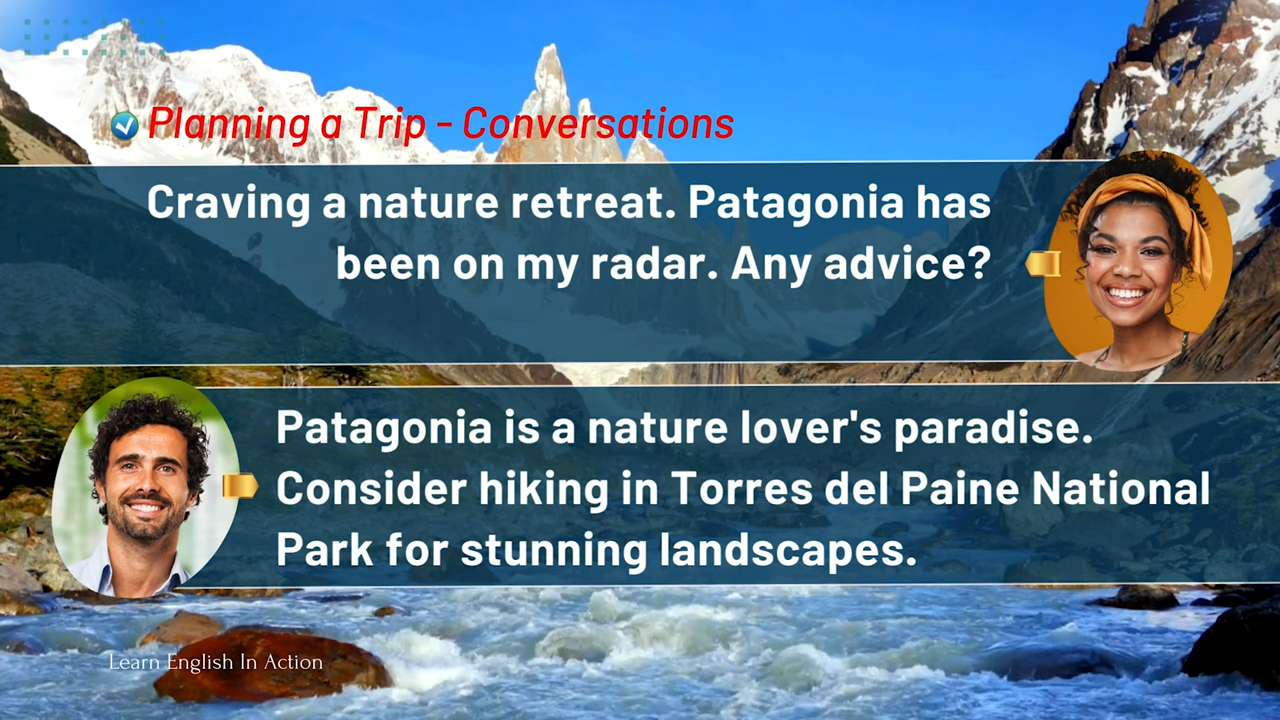 Planning a Trip - Conversations
Craving a nature retreat. Patagonia has
been on my radar. Any advice?
Patagonia is a nature lover's paradise.
Consider hiking in Torres del Paine National
Park for stunning landscapes.
Learn English In Action